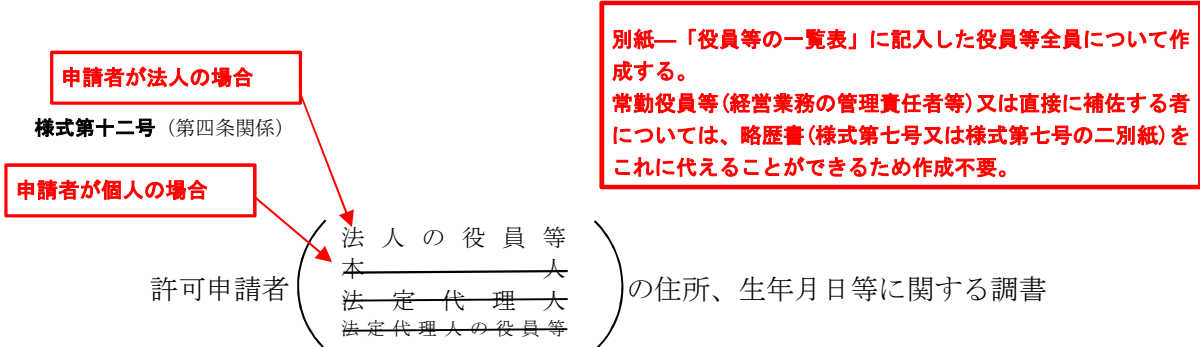 別紙―「役員等の一覧表」に記入した役員等全員について作
成する。
常勤役員等(経営業務の管理責任者等)又は直接に補佐する者
については、略歴書(様式第七号又は様式第七号の二別紙)を
これに代えることができるため作成不要。
申請者が法人の場合
様式第十二号（第四条関係）
申請者が個人の場合
法人の役員等
本人
許可申請者
の住所、生年月日等に関する調書
法定代理人
法定代理人の役員等